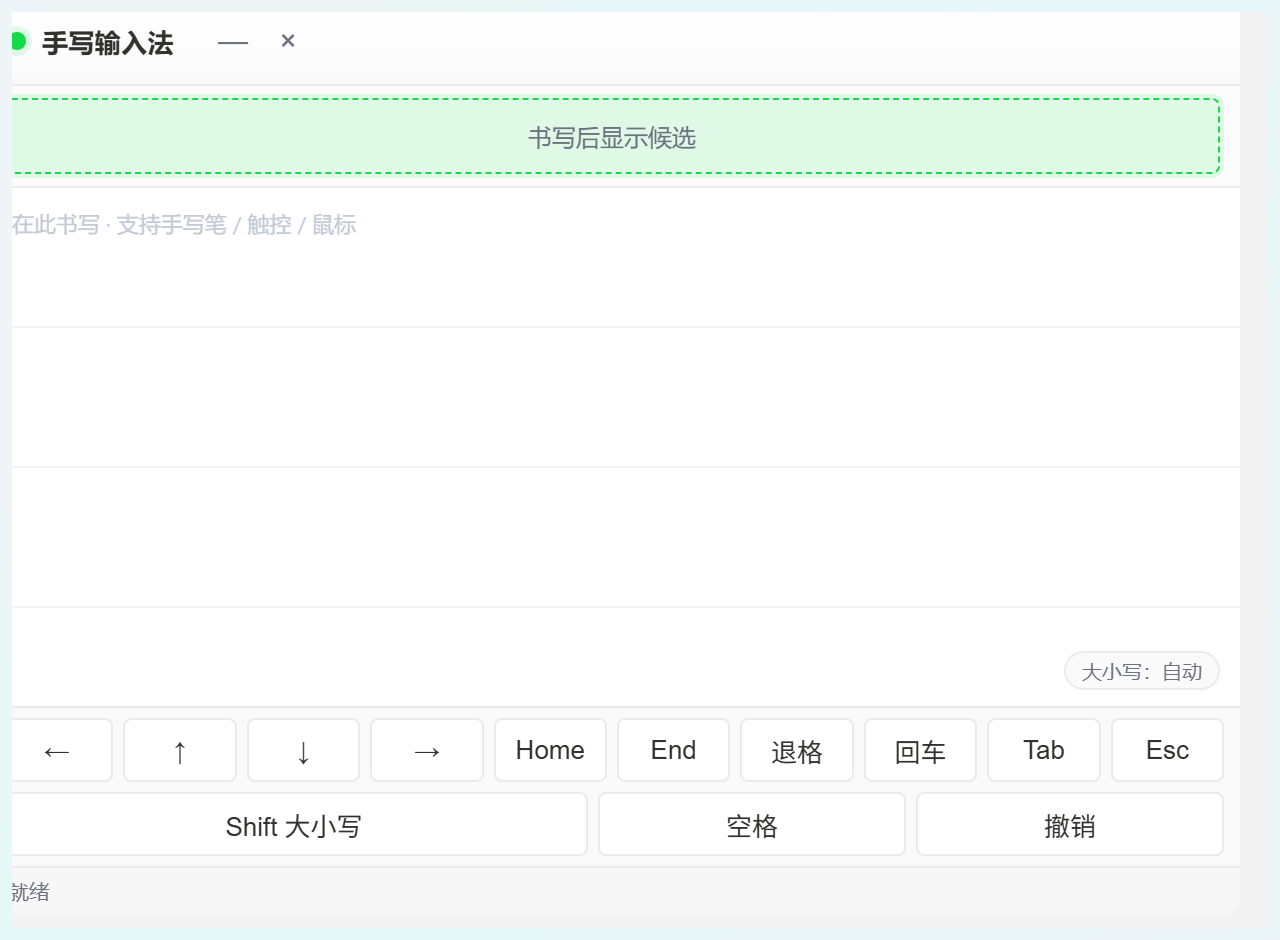 手写输入法 — ×
书写后显示候选
在此书写 · 支持手写笔 / 触控 / 鼠标
大小写：自动
← ↑ ↓ → Home End 退格 回车 Tab Esc
Shift 大小写 空格 撤销
就绪